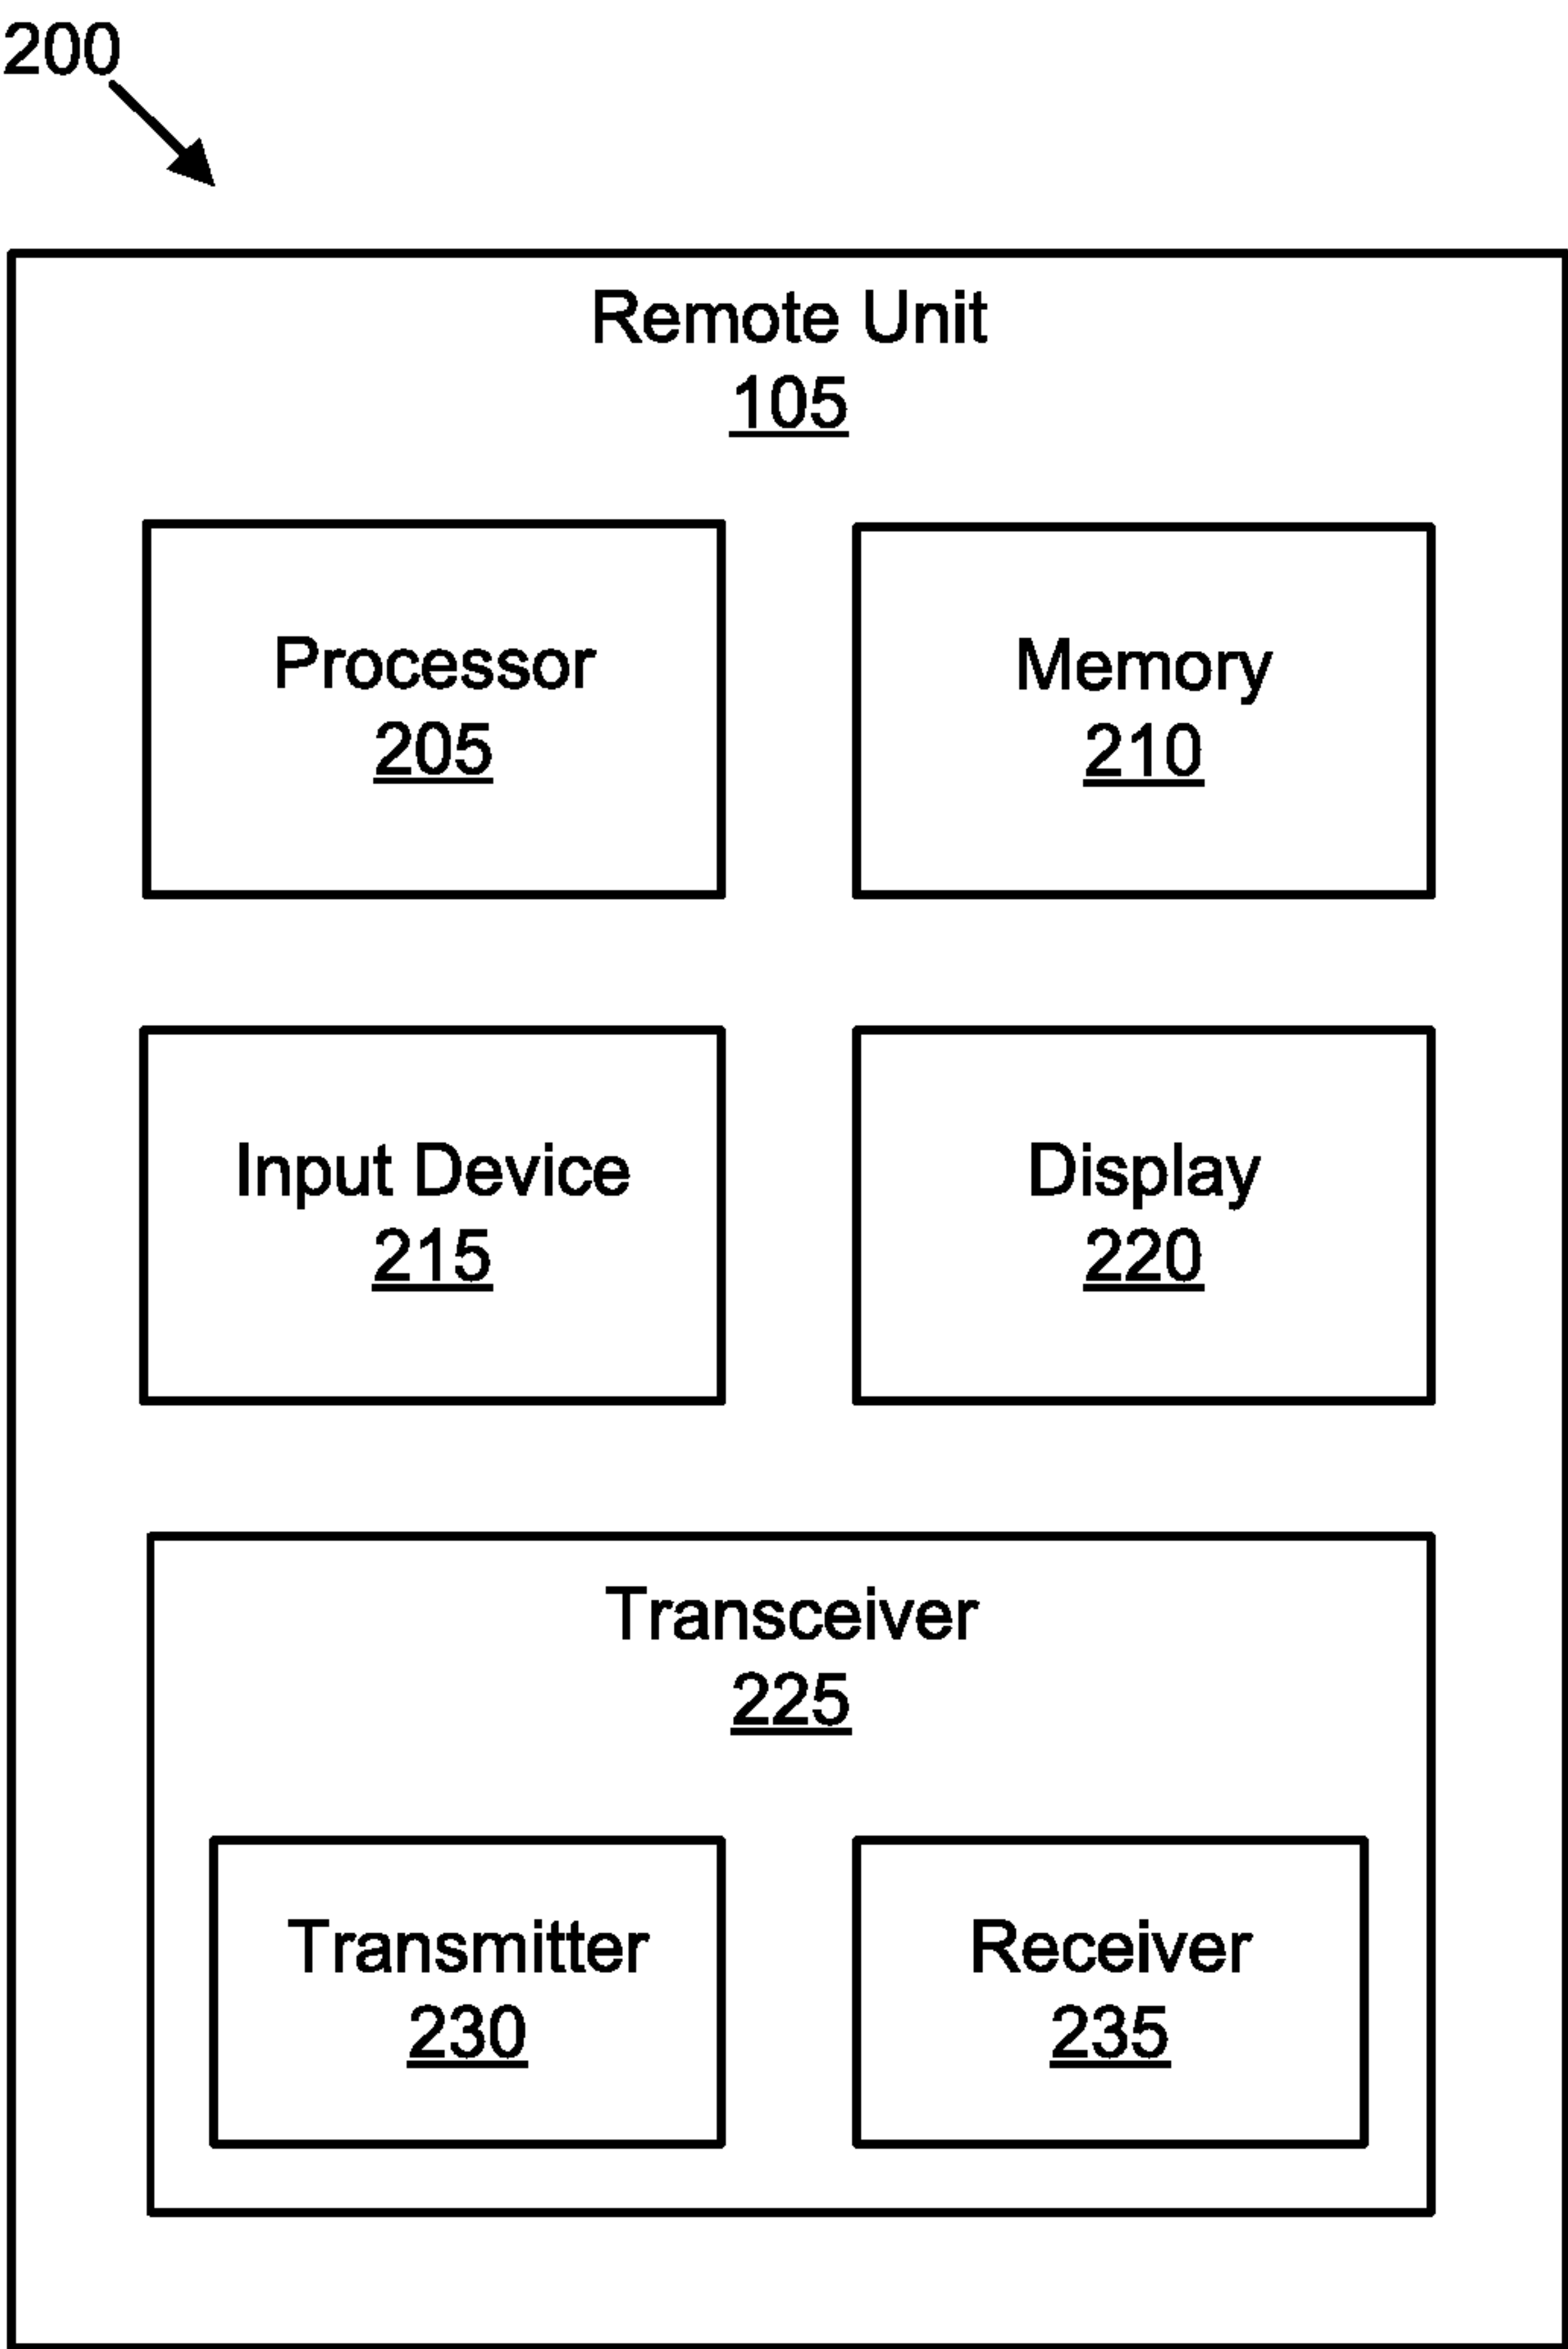 200
Remote Unit
105
Processor
205
Memory
210
Input Device
215
Display
220
Transceiver
225
Transmitter
230
Receiver
235